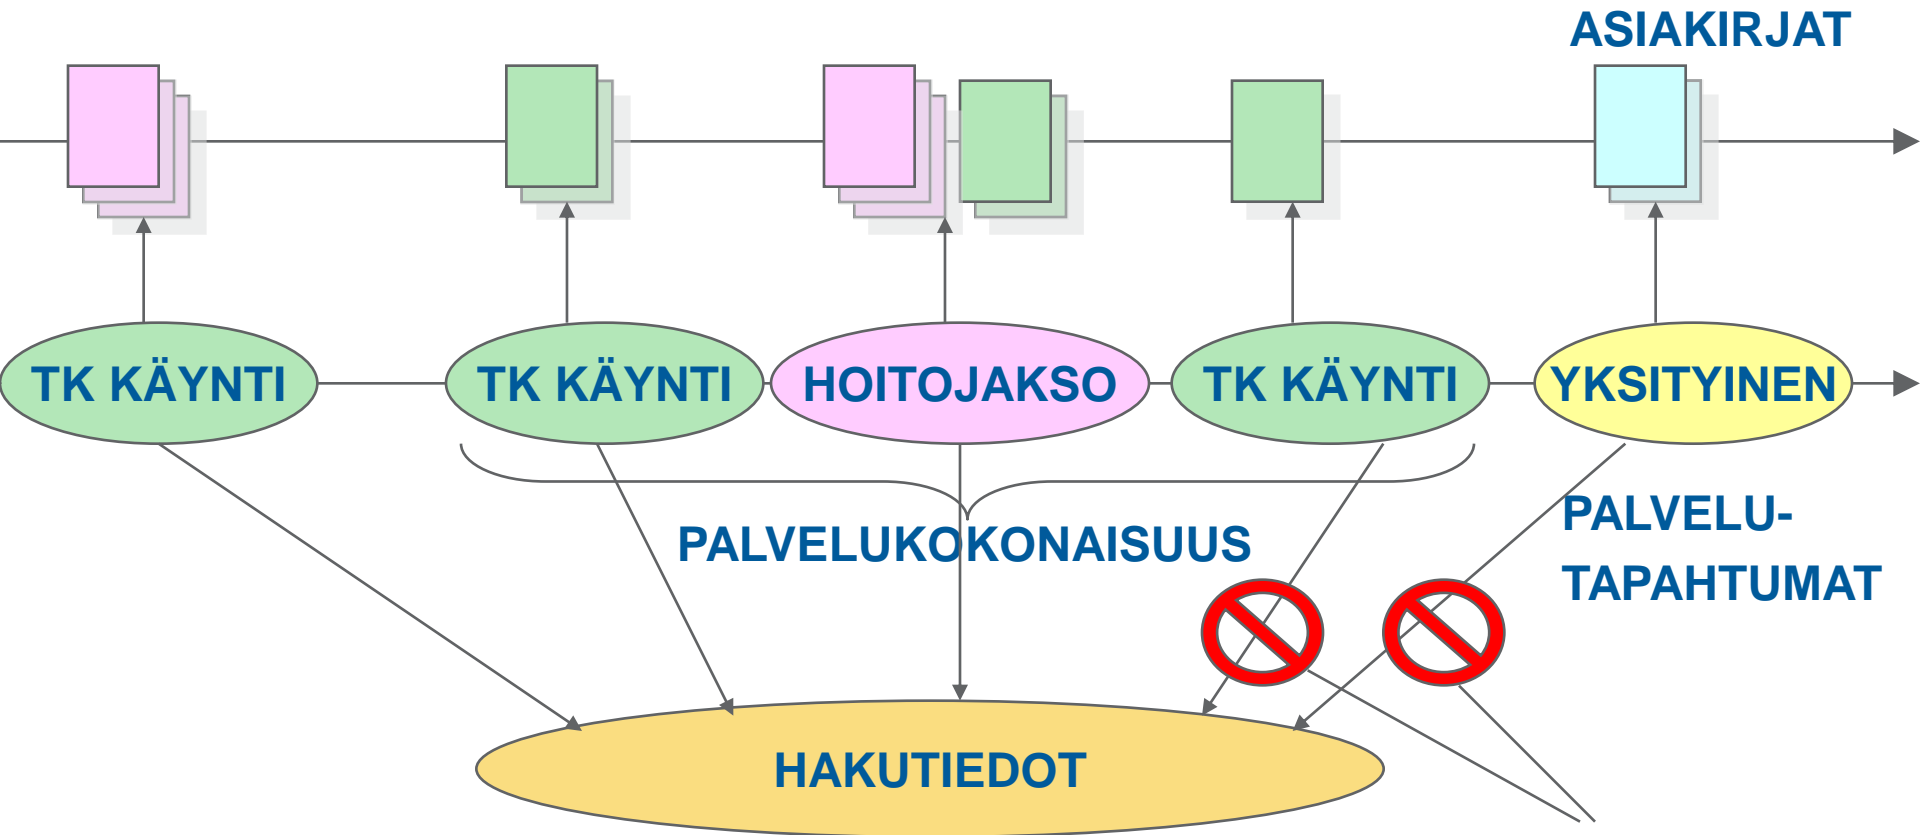 ASIAKIRJAT
TK KÄYNTI
TK KÄYNTI
HOITOJAKSO
TK KÄYNTI
YKSITYINEN
PALVELUKOKONAISUUS
PALVELU-
TAPAHTUMAT
HAKUTIEDOT